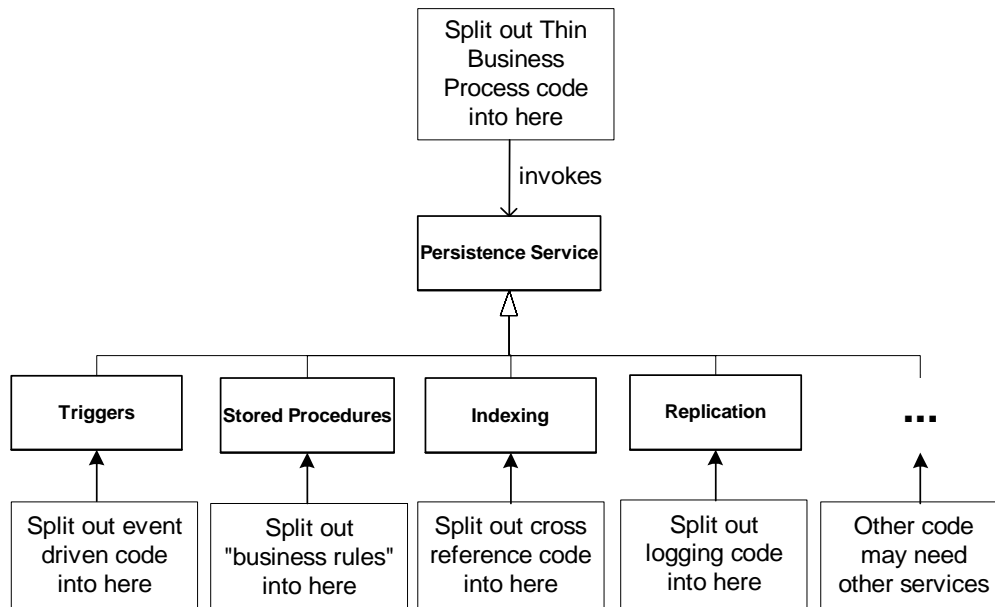 Split out Thin
Business
Process code
into here
invokes
Persistence Service
Triggers
Stored Procedures
Indexing
Replication
...
Split out event
driven code
into here
Split out
"business rules"
into here
Split out cross
reference code
into here
Split out
logging code
into here
Other code
may need
other services